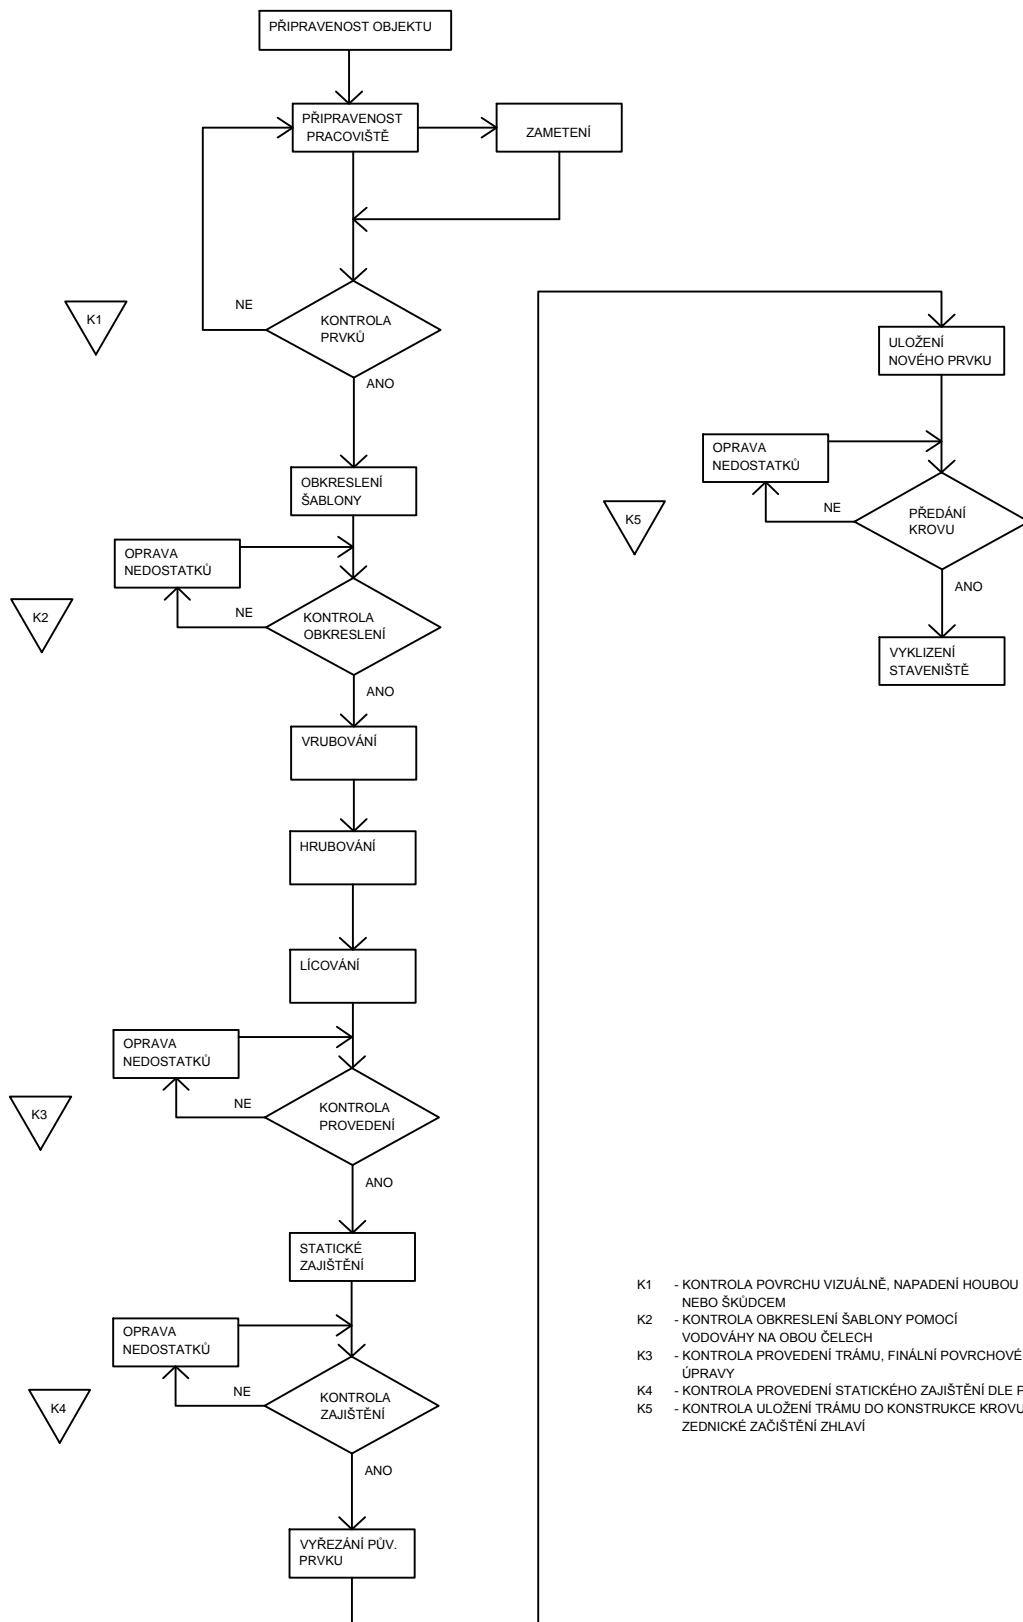 PŘIPRAVENOST OBJEKTU
PŘIPRAVENOST
PRACOVIŠTĚ
ZAMETENÍ
NE
K1
KONTROLA
PRVKŮ
ANO
OBKRESLENÍ
ŠABLONY
OPRAVA
NEDOSTATKŮ
NE
K2
KONTROLA
OBKRESLENÍ
ANO
VRUBOVÁNÍ
HRUBOVÁNÍ
LÍCOVÁNÍ
OPRAVA
NEDOSTATKŮ
NE
K3
KONTROLA
PROVEDENÍ
ANO
STATICKÉ
ZAJIŠTĚNÍ
OPRAVA
NEDOSTATKŮ
NE
K4
KONTROLA
ZAJIŠTĚNÍ
ANO
VYŘEZÁNÍ PŮV.
PRVKU
ULOŽENÍ
NOVÉHO PRVKU
OPRAVA
NEDOSTATKŮ
NE
K5
PŘEDÁNÍ
KROVU
ANO
VYKLIZENÍ
STAVENIŠTĚ
K1 - KONTROLA POVRCHU VIZUÁLNĚ, NAPADENÍ HOUBOU
NEBO ŠKŮDCEM
K2 - KONTROLA OBKRESLENÍ ŠABLONY POMOCÍ
VODOVÁHY NA OBOU ČELECH
K3 - KONTROLA PROVEDENÍ TRÁMU, FINÁLNÍ POVRCHOVÉ
ÚPRAVY
K4 - KONTROLA PROVEDENÍ STATICKÉHO ZAJIŠTĚNÍ DLE
K5 - KONTROLA ULOŽENÍ TRÁMU DO KONSTRUKCE KROVU
ZEDNICKÉ ZAČIŠTĚNÍ ZHLAVÍ